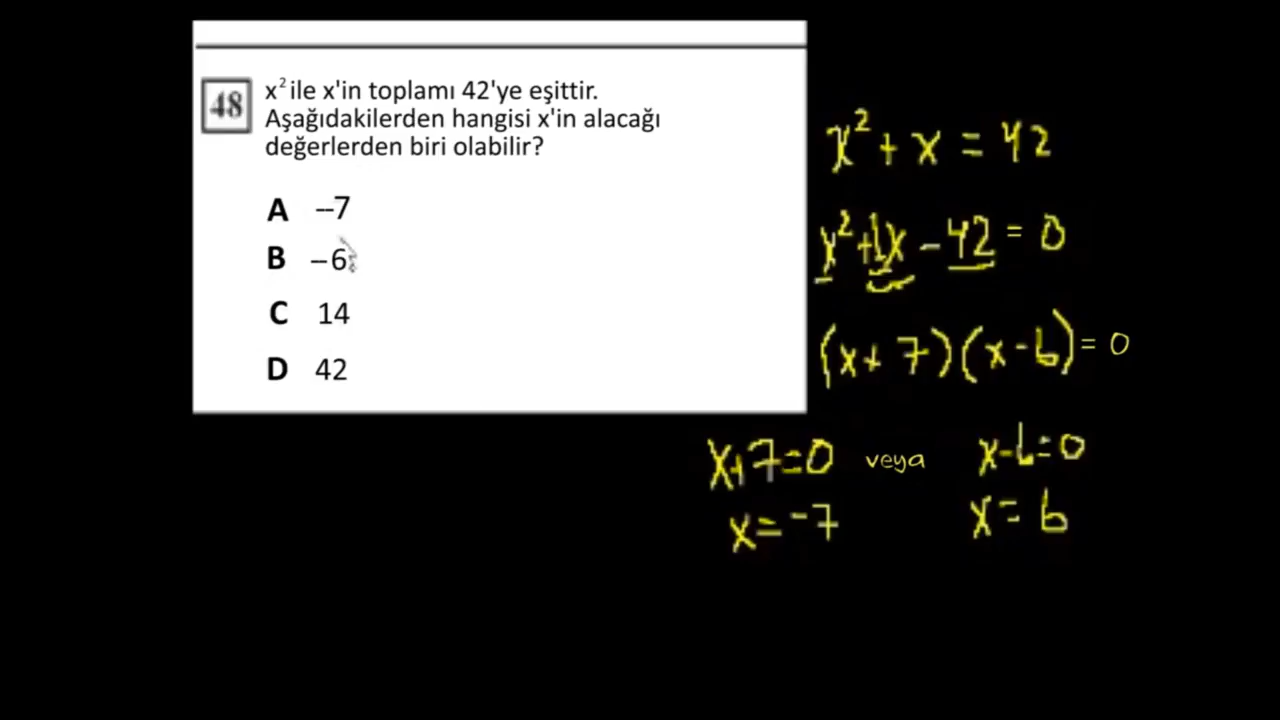 48
x² ile x'in toplamı 42'ye eşittir.
Aşağıdakilerden hangisi x'in alacağı
değerlerden biri olabilir?
A –7
B –6
C 14
D 42
x² + x = 42
x² + 1x - 42 = 0
(x + 7)(x - 6) = 0
x+7=0 veya x-6=0
x = -7 x = 6